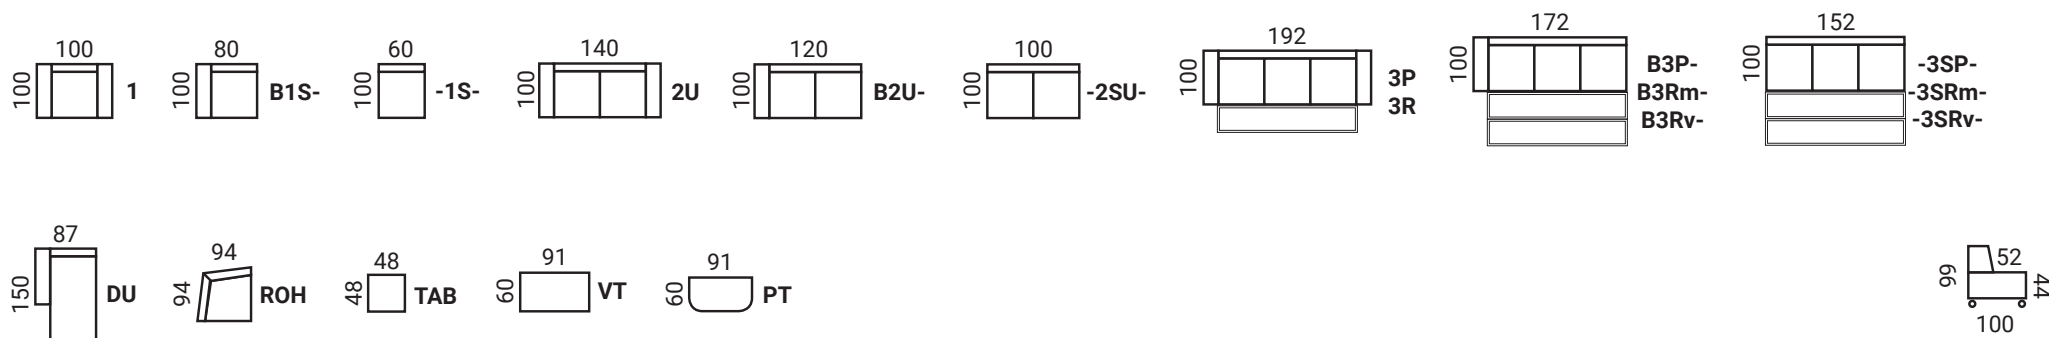 100
100
1
80
100
B1S-
60
100
-1S-
140
100
2U
120
100
B2U-
100
100
-2SU-
192
100
3P
3R
172
100
B3P-
B3Rm-
B3Rv-
152
100
-3SP-
-3SRm-
-3SRv-
87
150
DU
94
94
ROH
48
48
TAB
91
60
VT
91
60
PT
99
52
44
100